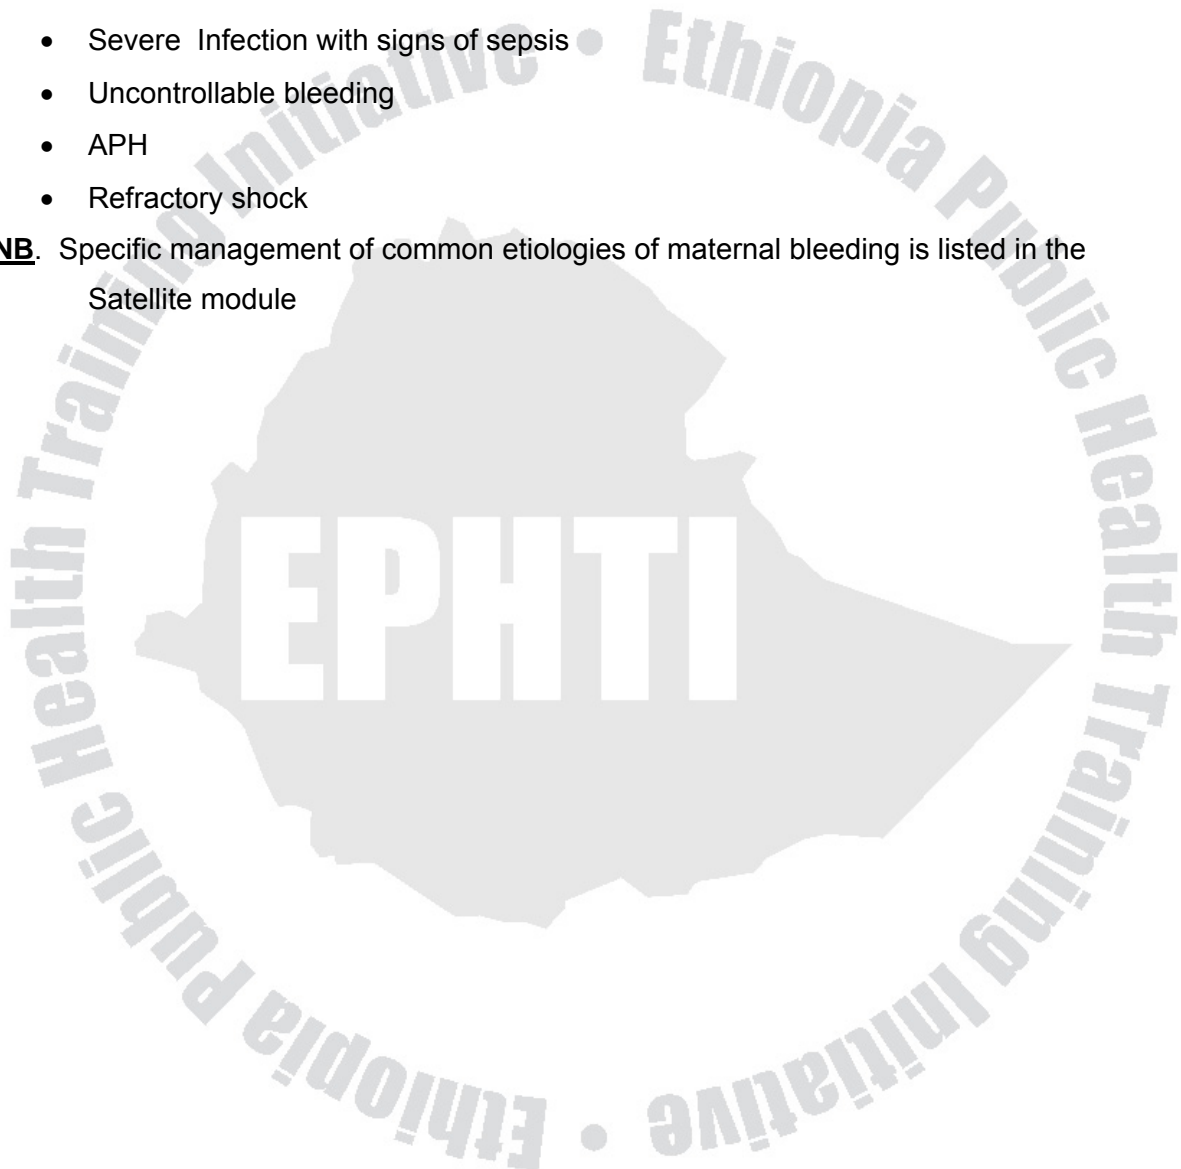 • Severe Infection with signs of sepsis
• Uncontrollable bleeding
• APH
• Refractory shock
NB. Specific management of common etiologies of maternal bleeding is listed in the
Satellite module
Ethiopia Public Health Training Initiative • Ethiopia Public Health Training Initiative •
EPHTI